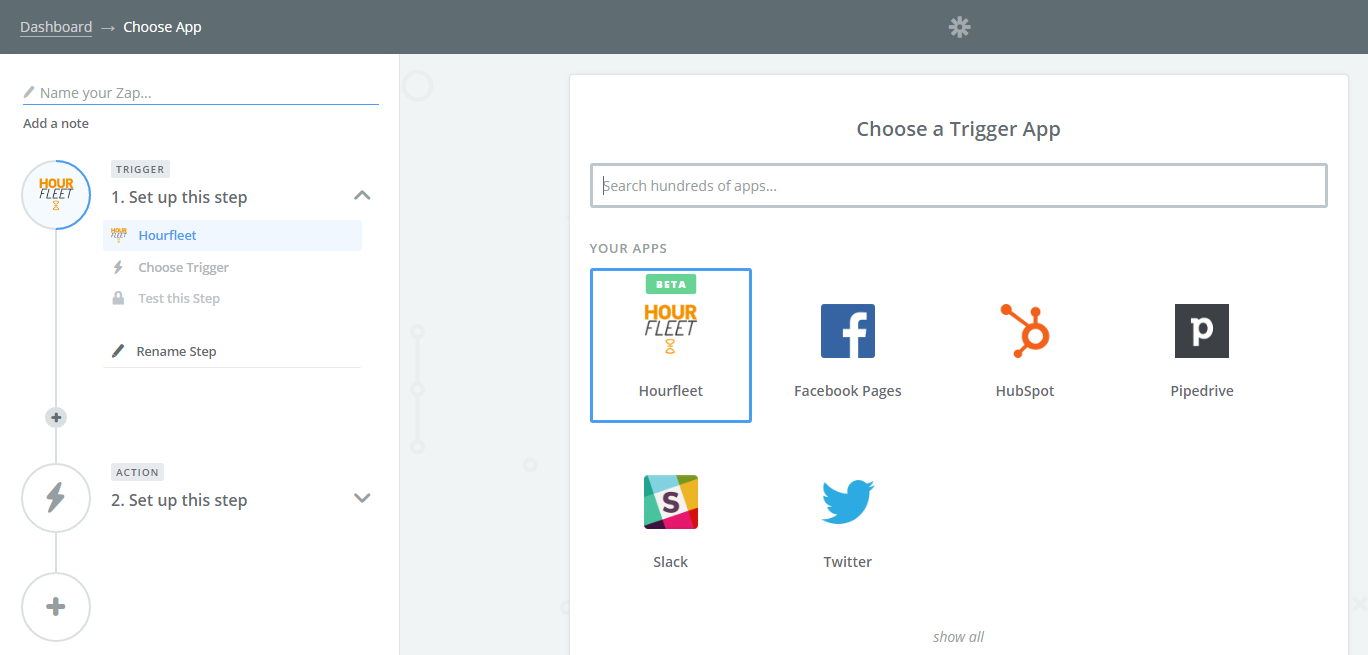 Dashboard → Choose App
Name your Zap...
Add a note
HOUR
FLEET
TRIGGER
1. Set up this step
HOUR
FLEET
Hourfleet
Choose Trigger
Test this Step
Rename Step
ACTION
2. Set up this step
Choose a Trigger App
Search hundreds of apps...
YOUR APPS
BETA
HOUR
FLEET
f
p
Hourfleet
Facebook Pages
HubSpot
Pipedrive
S
Slack
Twitter
show all